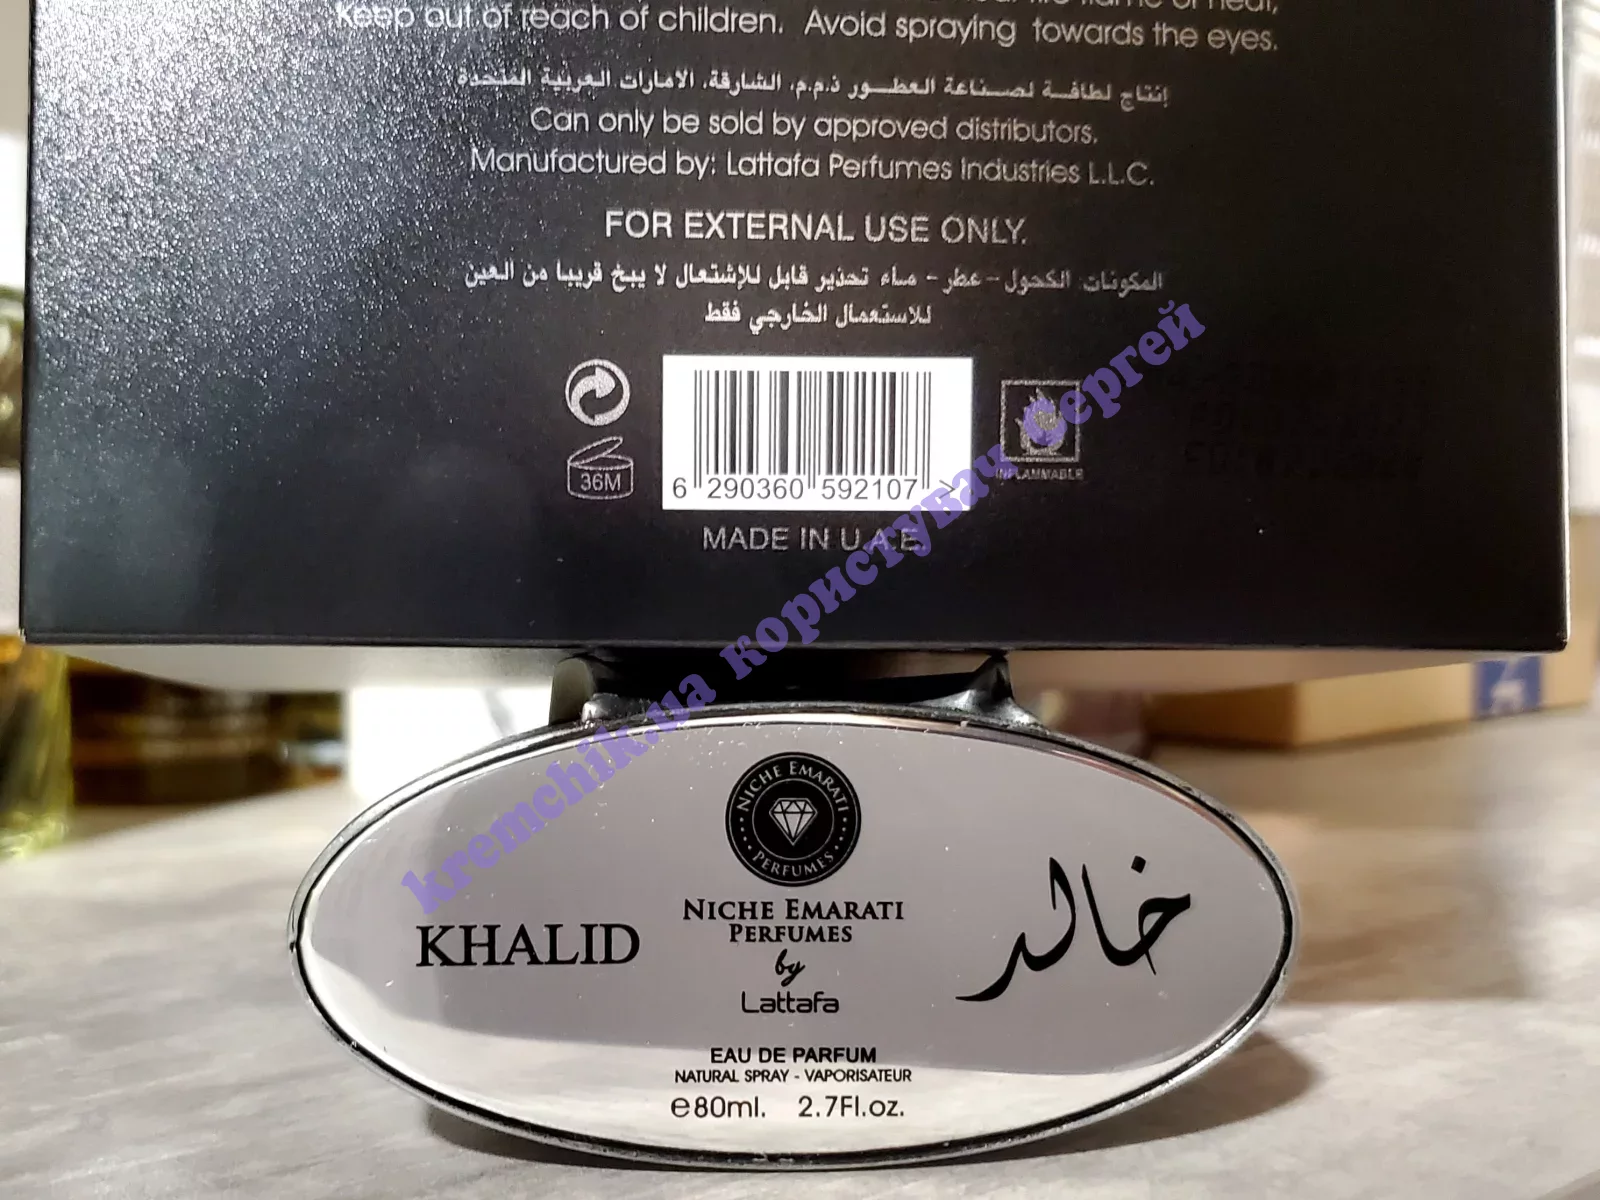 Keep out of reach of children. Avoid spraying towards the eyes.
إنتاج لطافة لصناعة العطور ذ.م.م. الشارقة، الامارات العربية المتحدة
Can only be sold by approved distributors.
Manufactured by: Lattafa Perfumes Industries L.L.C.
FOR EXTERNAL USE ONLY.
المكونات: الكحول - عطر - ماء تحذير قابل للإشتعال لا يبخ قريبا من العين
للاستعمال الخارجي فقط
36M
6 290360 592107
INFLAMMABLE
MADE IN U.A.E.
kremchik.ua користувач Сергей
NICHE EMARATI
PERFUMES
KHALID
NICHE EMARATI
PERFUMES
by
Lattafa
خالد
EAU DE PARFUM
NATURAL SPRAY - VAPORISATEUR
e80ml. 2.7Fl.oz.